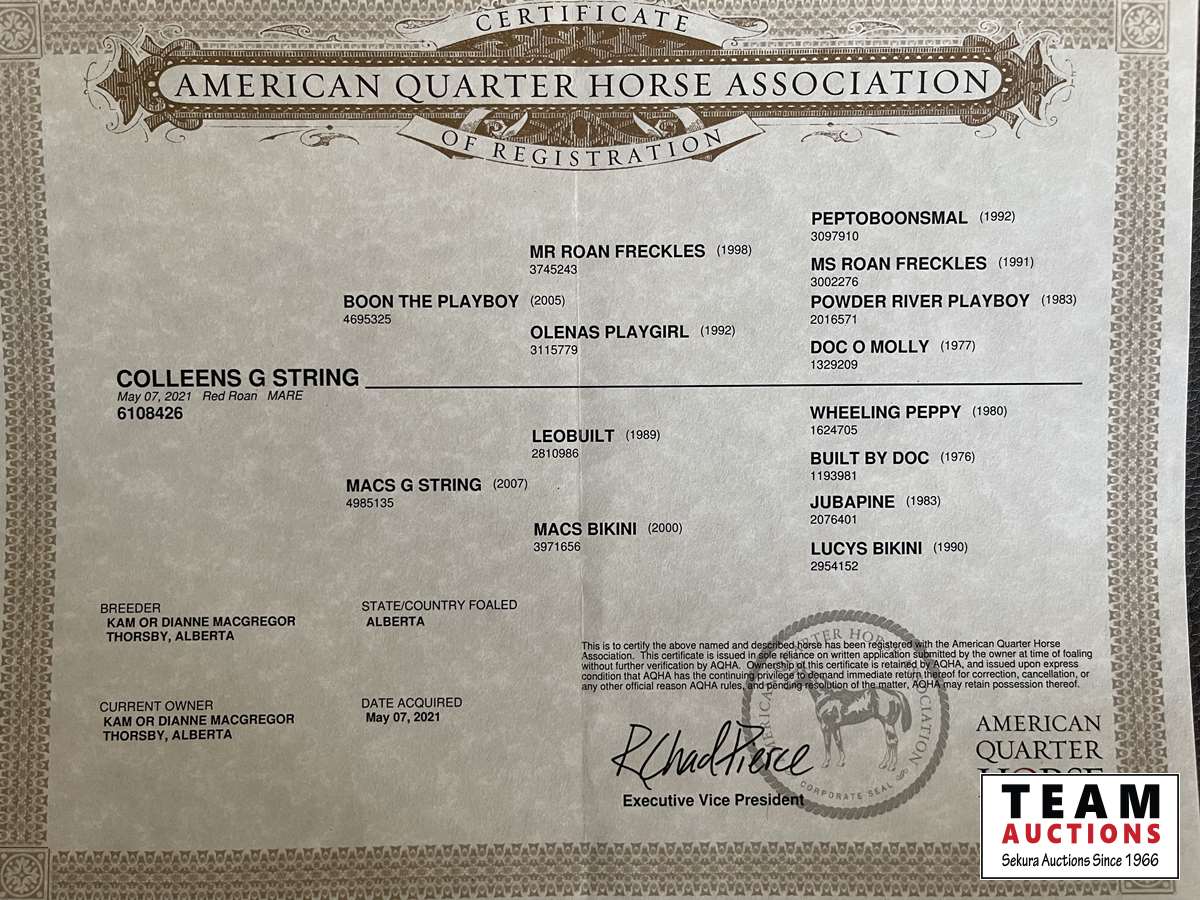 CERTIFICATE
AMERICAN QUARTER HORSE ASSOCIATION
OF REGISTRATION
PEPTOBOONSMAL (1992)
3097910
MR ROAN FRECKLES (1998)
3745243
MS ROAN FRECKLES (1991)
3002276
BOON THE PLAYBOY (2005)
4695325
POWDER RIVER PLAYBOY (1983)
2016571
OLENAS PLAYGIRL (1992)
3115779
DOC O MOLLY (1977)
1329209
COLLEENS G STRING
May 07, 2021 Red Roan MARE
6108426
WHEELING PEPPY (1980)
1624705
LEOBUILT (1989)
2810986
BUILT BY DOC (1976)
1193981
MACS G STRING (2007)
4985135
JUBAPINE (1983)
2076401
MACS BIKINI (2000)
3971656
LUCYS BIKINI (1990)
2954152
BREEDER
KAM OR DIANNE MACGREGOR
THORSBY, ALBERTA
STATE/COUNTRY FOALED
ALBERTA
CURRENT OWNER
KAM OR DIANNE MACGREGOR
THORSBY, ALBERTA
DATE ACQUIRED
May 07, 2021
This is to certify the above named and described horse has been registered with the American Quarter Horse
Association. This certificate is issued in sole reliance on written application submitted by the owner at time of foaling
without further verification by AQHA. Ownership of this certificate is retained by AQHA, and issued upon express
condition that AQHA has the continuing privilege to demand immediate return thereof for correction, cancellation, or
any other official reason AQHA rules, and pending resolution of the matter, AQHA may retain possession thereof.
R Chad Pierce
Executive Vice President
AMERICAN QUARTER HORSE ASSOCIATION
CORPORATE SEAL
AMERICAN
QUARTER
HORSE
TEAM
AUCTIONS
Sekura Auctions Since 1966